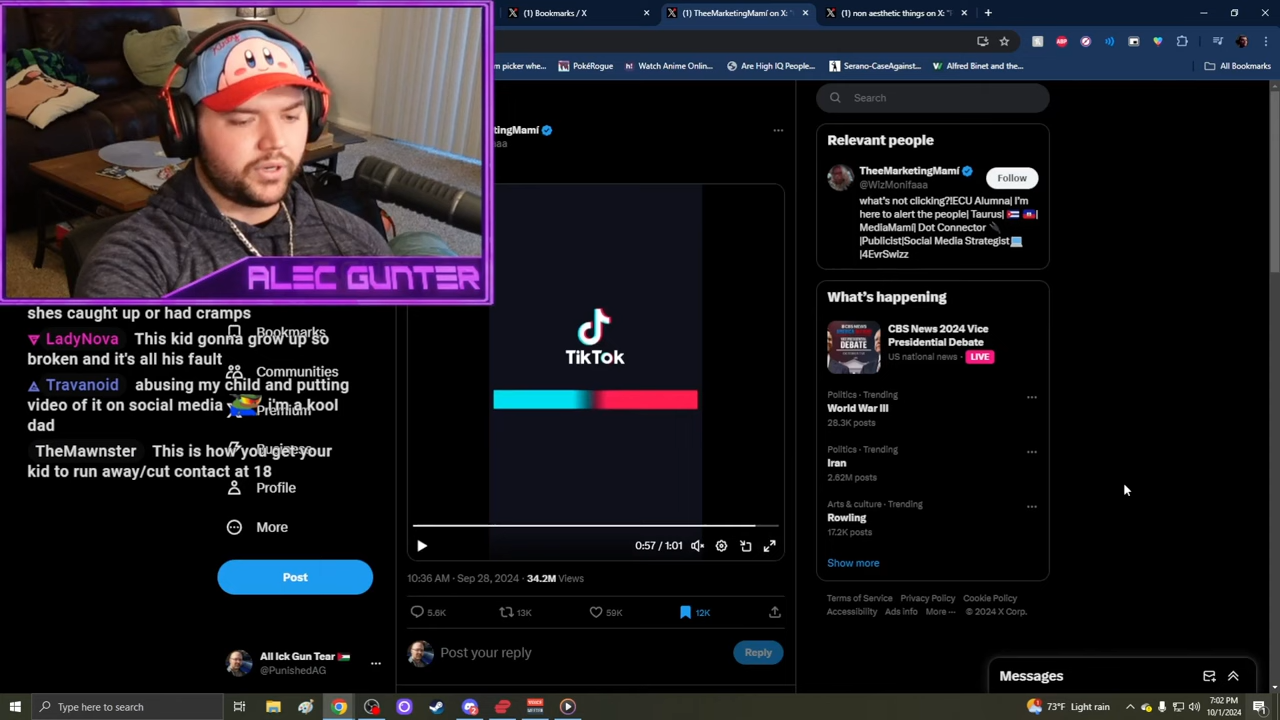 Bookmarks / X
TheeMarketingMamí on X:
non aesthetic things on X:
m picker whe...
PokéRogue
Watch Anime Onlin...
Are High IQ People...
Serano-CaseAgainst...
Alfred Binet and the...
All Bookmarks
ALEC GUNTER
shes caught up or had cramps
LadyNova This kid gonna grow up so
broken and it's all his fault
Travanoid abusing my child and putting
video of it on social media i'm a kool
dad
TheMawnster This is how you get your
kid to run away/cut contact at 18
Bookmarks
Communities
Premium
Business
Profile
More
Post
All Ick Gun Tear
@PunishedAG
tingMamí
aa
TikTok
0:57 / 1:01
10:36 AM · Sep 28, 2024 · 34.2M Views
5.6K
13K
59K
12K
Post your reply
Reply
Search
Relevant people
TheeMarketingMamí
@WizMonIfaaa
Follow
what's not clicking?!ECU Alumna| I'm
here to alert the people| Taurus|
MediaMami| Dot Connector
|Publicist|Social Media Strategist
|4EvrSwizz
What's happening
CBS News 2024 Vice
Presidential Debate
US national news · LIVE
Politics · Trending
World War III
28.3K posts
Politics · Trending
Iran
2.62M posts
Arts & culture · Trending
Rowling
17.2K posts
Show more
Terms of Service Privacy Policy Cookie Policy
Accessibility Ads info More ··· © 2024 X Corp.
Messages
Type here to search
73°F Light rain
7:02 PM
10/1/2024